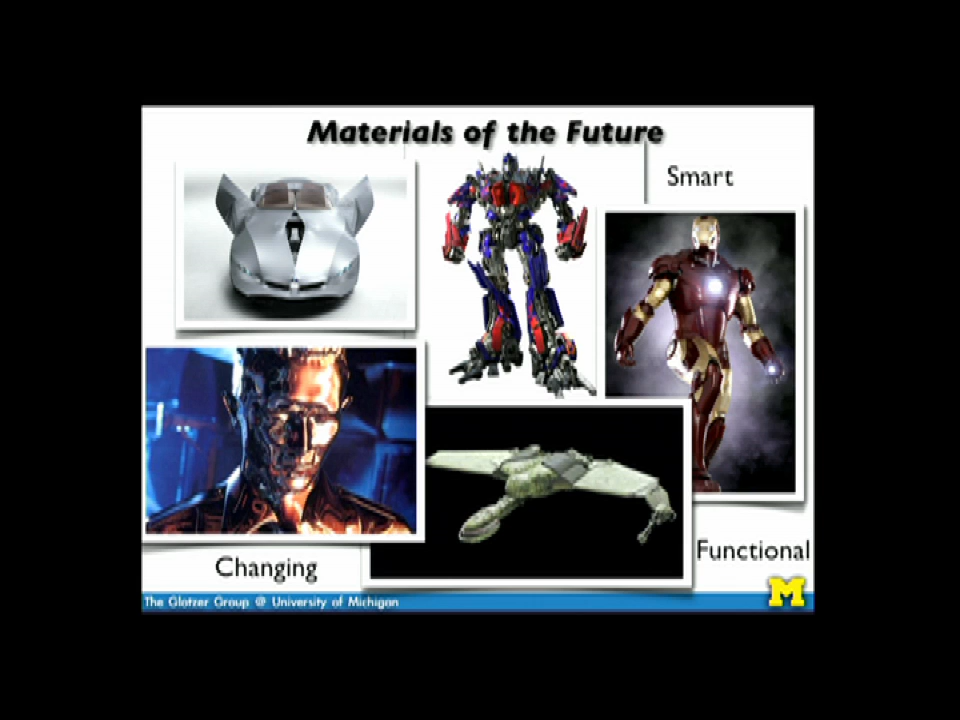 Materials of the Future
Smart
Functional
Changing
The Glotzer Group @ University of Michigan
M